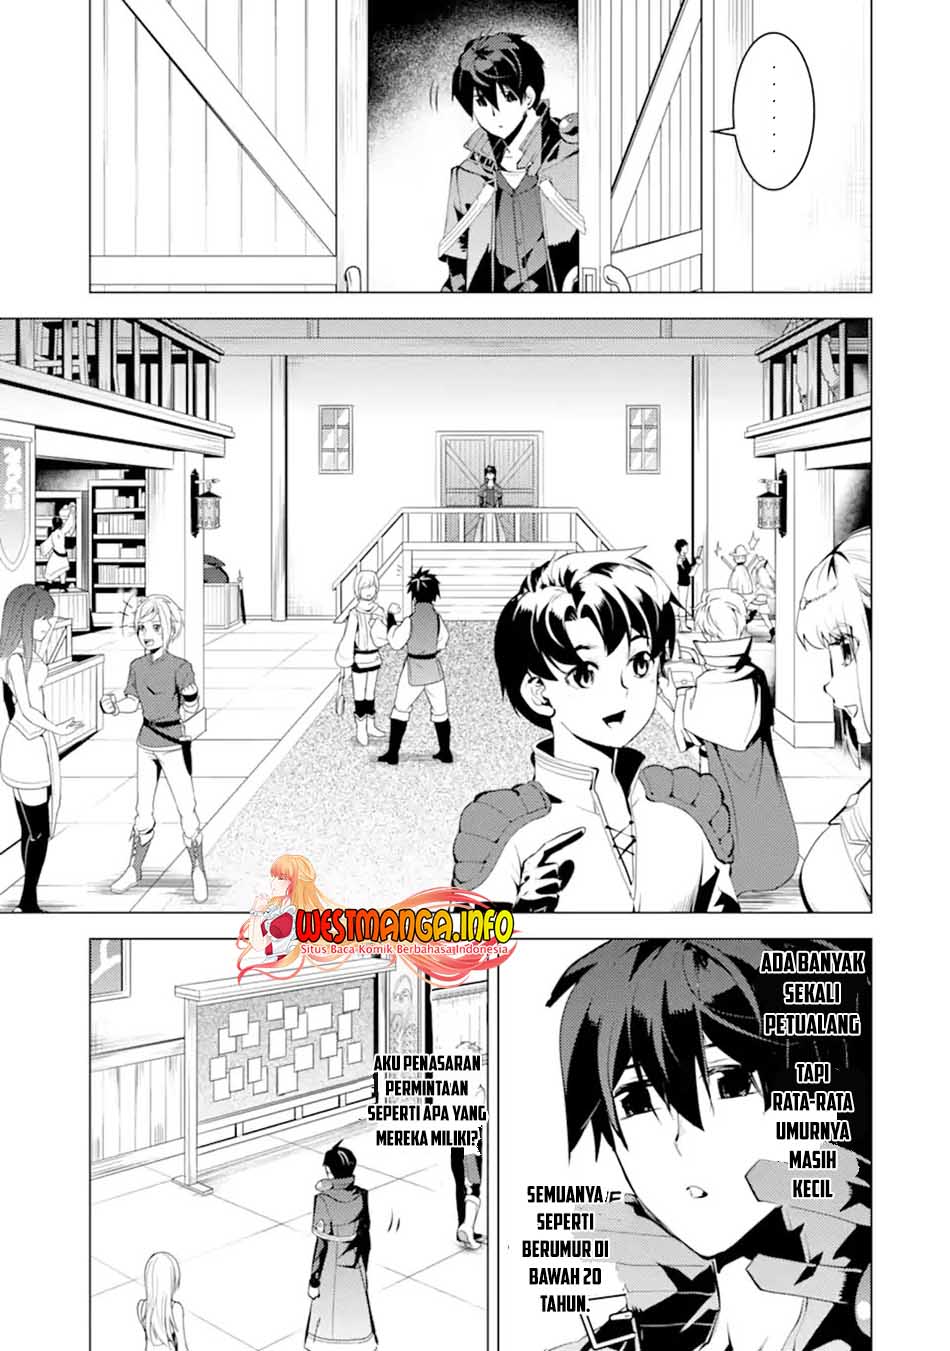 . . . . . .
WESTMANGA.INFO
SITUS BACA KOMIK BERBAHASA INDONESIA
ADA BANYAK
SEKALI
PETUALANG
TAPI
RATA-RATA
UMURNYA
MASIH
KECIL
SEMUANYA
SEPERTI
BERUMUR DI
BAWAH 20
TAHUN.
AKU PENASARAN
PERMINTAAN
SEPERTI APA YANG
MEREKA MILIKI?